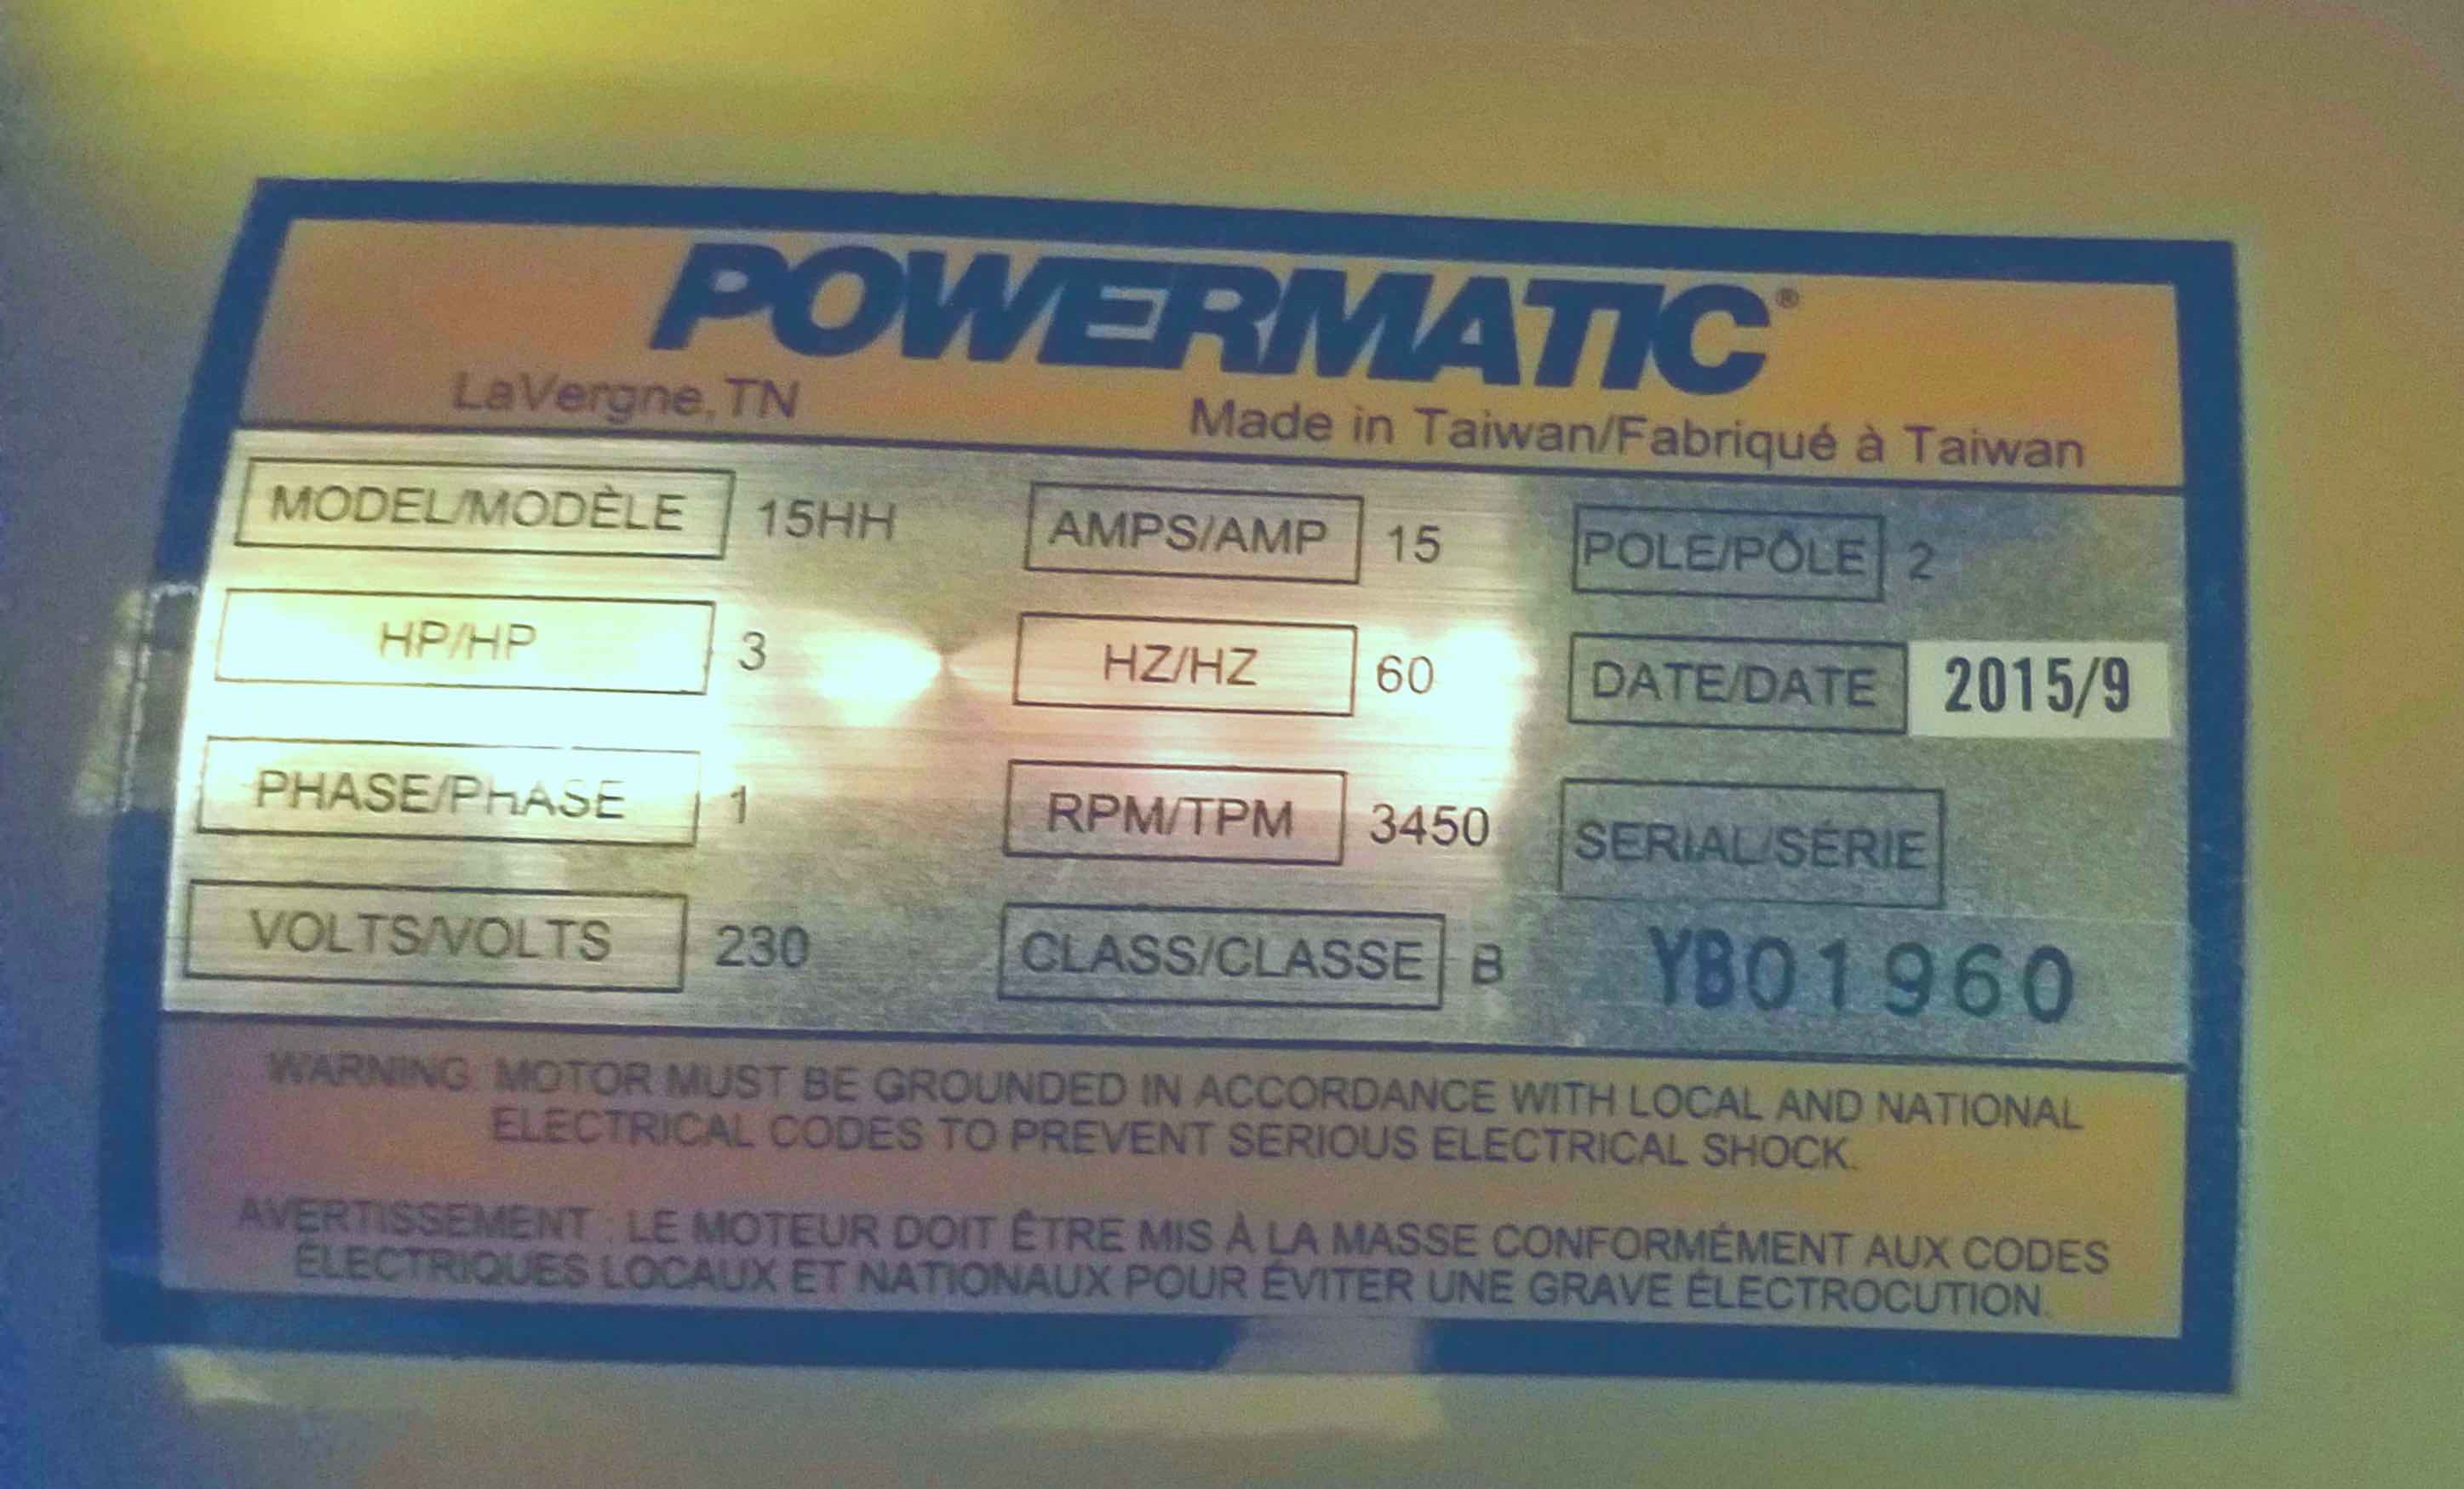 POWERMATIC®
LaVergne, TN
Made in Taiwan/Fabriqué à Taiwan
MODEL/MODÈLE 15HH AMPS/AMP 15 POLE/PÔLE 2
HP/HP 3 HZ/HZ 60 DATE/DATE 2015/9
PHASE/PHASE 1 RPM/TPM 3450 SERIAL/SÉRIE
VOLTS/VOLTS 230 CLASS/CLASSE B YB01960
WARNING: MOTOR MUST BE GROUNDED IN ACCORDANCE WITH LOCAL AND NATIONAL
ELECTRICAL CODES TO PREVENT SERIOUS ELECTRICAL SHOCK.
AVERTISSEMENT : LE MOTEUR DOIT ÊTRE MIS À LA MASSE CONFORMÉMENT AUX CODES
ÉLECTRIQUES LOCAUX ET NATIONAUX POUR ÉVITER UNE GRAVE ÉLECTROCUTION.